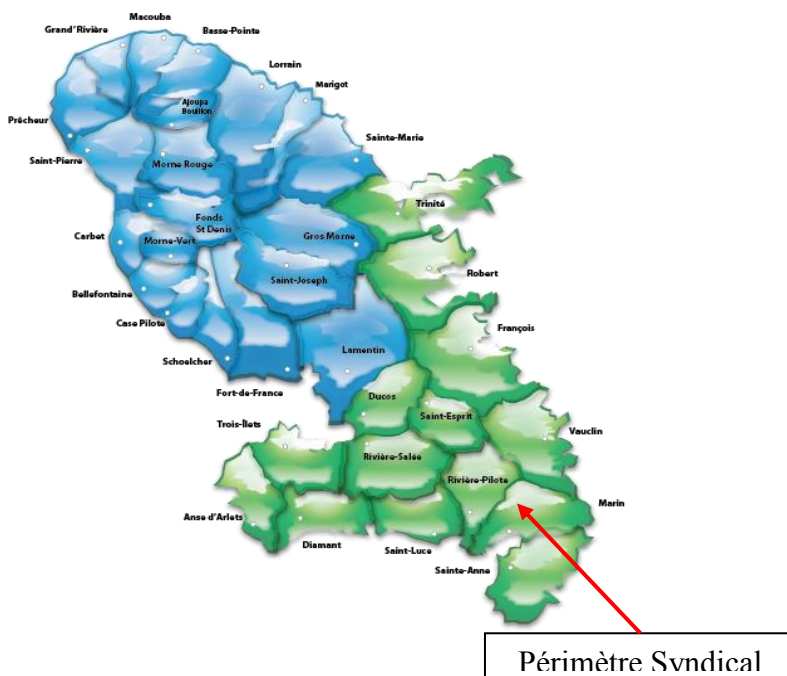 Macouba
Grand'Rivière
Basse-Pointe
Lorrain
Marigot
Ajoupa
Bouillon
Prêcheur
Sainte-Marie
Saint-Pierre
Morne Rouge
Trinité
Fonds
St Denis
Carbet
Morne-Vert
Gros Morne
Robert
Saint-Joseph
Bellefontaine
Case Pilote
François
Schoelcher
Lamentin
Fort-de-France
Ducos
Trois-Îlets
Saint-Esprit
Vauclin
Rivière-Salée
Rivière-Pilote
Marin
Anse d'Arlets
Diamant
Saint-Luce
Sainte-Anne
Périmètre Syndical